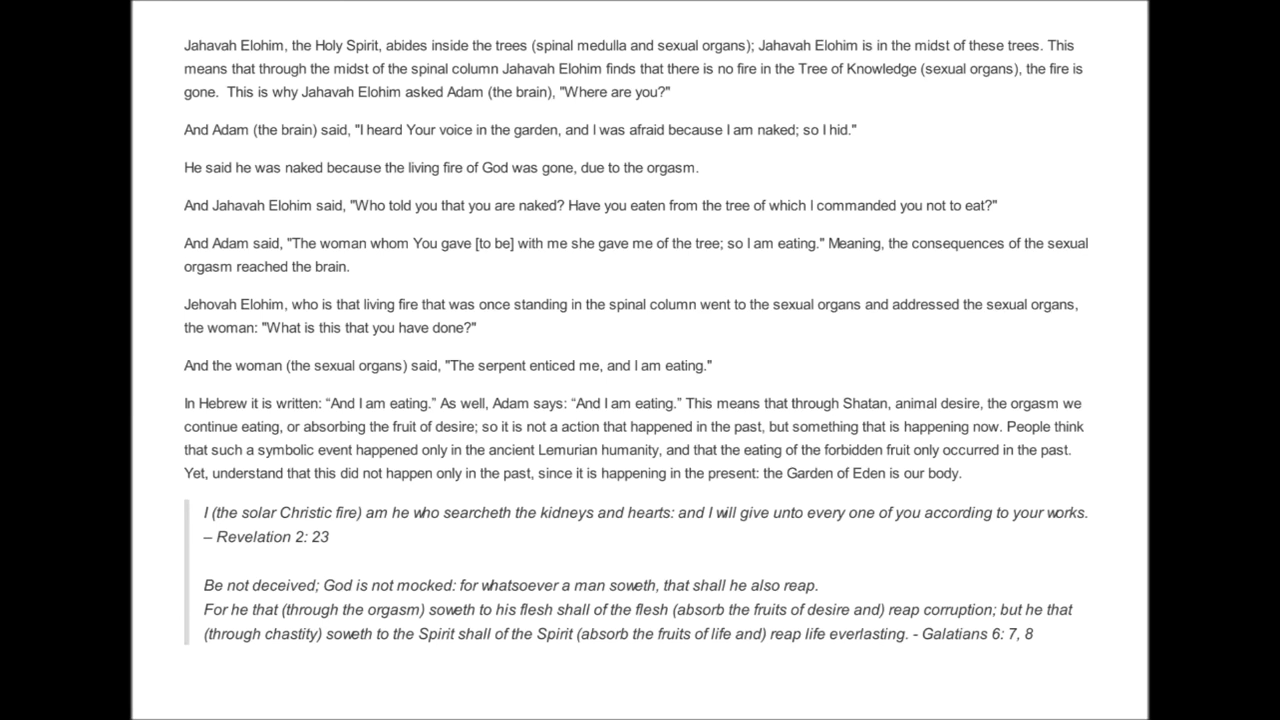 Jahavah Elohim, the Holy Spirit, abides inside the trees (spinal medulla and sexual organs); Jahavah Elohim is in the midst of these trees. This
means that through the midst of the spinal column Jahavah Elohim finds that there is no fire in the Tree of Knowledge (sexual organs), the fire is
gone.  This is why Jahavah Elohim asked Adam (the brain), "Where are you?"
And Adam (the brain) said, "I heard Your voice in the garden, and I was afraid because I am naked; so I hid."
He said he was naked because the living fire of God was gone, due to the orgasm.
And Jahavah Elohim said, "Who told you that you are naked? Have you eaten from the tree of which I commanded you not to eat?"
And Adam said, "The woman whom You gave [to be] with me she gave me of the tree; so I am eating." Meaning, the consequences of the sexual
orgasm reached the brain.
Jehovah Elohim, who is that living fire that was once standing in the spinal column went to the sexual organs and addressed the sexual organs,
the woman: "What is this that you have done?"
And the woman (the sexual organs) said, "The serpent enticed me, and I am eating."
In Hebrew it is written: “And I am eating.” As well, Adam says: “And I am eating.” This means that through Shatan, animal desire, the orgasm we
continue eating, or absorbing the fruit of desire; so it is not a action that happened in the past, but something that is happening now. People think
that such a symbolic event happened only in the ancient Lemurian humanity, and that the eating of the forbidden fruit only occurred in the past.
Yet, understand that this did not happen only in the past, since it is happening in the present: the Garden of Eden is our body.
I (the solar Christic fire) am he who searcheth the kidneys and hearts: and I will give unto every one of you according to your works.
– Revelation 2: 23
Be not deceived; God is not mocked: for whatsoever a man soweth, that shall he also reap.
For he that (through the orgasm) soweth to his flesh shall of the flesh (absorb the fruits of desire and) reap corruption; but he that
(through chastity) soweth to the Spirit shall of the Spirit (absorb the fruits of life and) reap life everlasting. - Galatians 6: 7, 8